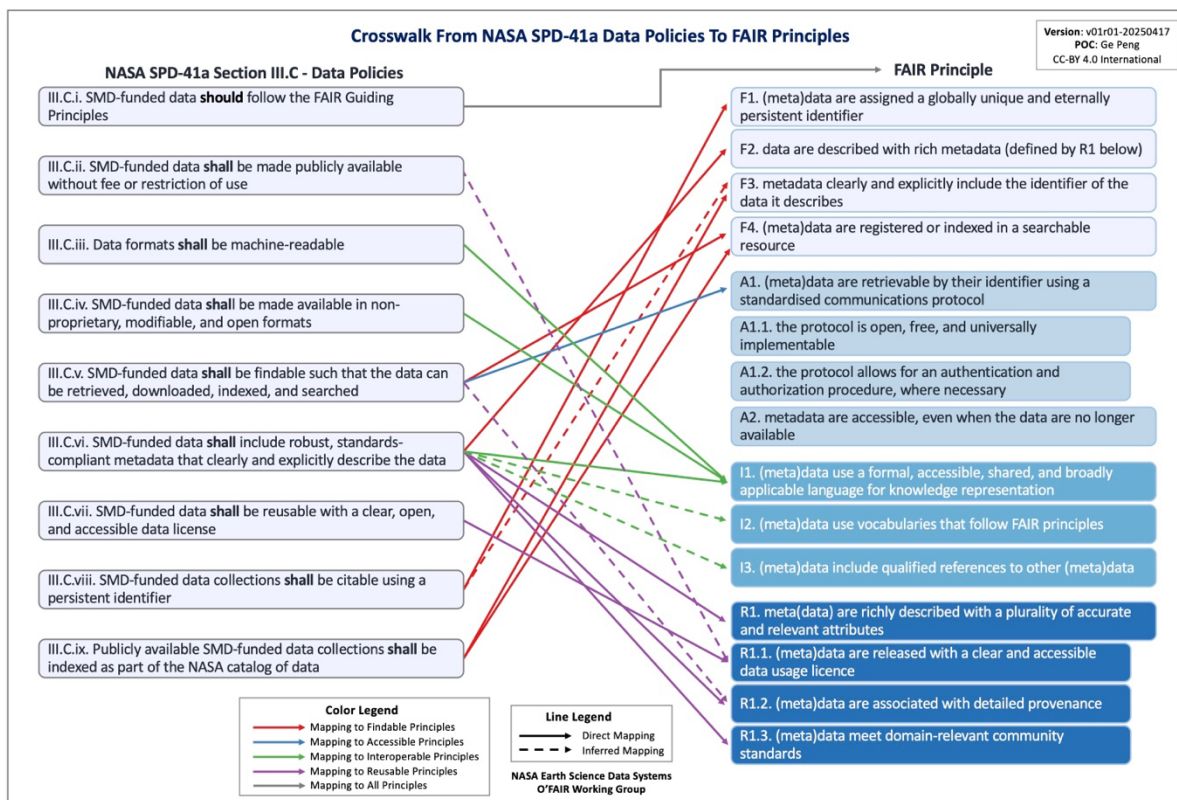 Crosswalk From NASA SPD-41a Data Policies To FAIR Principles
Version: v01r01-20250417
POC: Ge Peng
CC-BY 4.0 International
NASA SPD-41a Section III.C - Data Policies
III.C.i. SMD-funded data should follow the FAIR Guiding
Principles
III.C.ii. SMD-funded data shall be made publicly available
without fee or restriction of use
III.C.iii. Data formats shall be machine-readable
III.C.iv. SMD-funded data shall be made available in non-
proprietary, modifiable, and open formats
III.C.v. SMD-funded data shall be findable such that the data can
be retrieved, downloaded, indexed, and searched
III.C.vi. SMD-funded data shall include robust, standards-
compliant metadata that clearly and explicitly describe the data
III.C.vii. SMD-funded data shall be reusable with a clear, open,
and accessible data license
III.C.viii. SMD-funded data collections shall be citable using a
persistent identifier
III.C.ix. Publicly available SMD-funded data collections shall be
indexed as part of the NASA catalog of data
FAIR Principle
F1. (meta)data are assigned a globally unique and eternally
persistent identifier
F2. data are described with rich metadata (defined by R1 below)
F3. metadata clearly and explicitly include the identifier of the
data it describes
F4. (meta)data are registered or indexed in a searchable
resource
A1. (meta)data are retrievable by their identifier using a
standardised communications protocol
A1.1. the protocol is open, free, and universally
implementable
A1.2. the protocol allows for an authentication and
authorization procedure, where necessary
A2. metadata are accessible, even when the data are no longer
available
I1. (meta)data use a formal, accessible, shared, and broadly
applicable language for knowledge representation
I2. (meta)data use vocabularies that follow FAIR principles
I3. (meta)data include qualified references to other (meta)data
R1. meta(data) are richly described with a plurality of accurate
and relevant attributes
R1.1. (meta)data are released with a clear and accessible
data usage licence
R1.2. (meta)data are associated with detailed provenance
R1.3. (meta)data meet domain-relevant community
standards
Color Legend
Mapping to Findable Principles
Mapping to Accessible Principles
Mapping to Interoperable Principles
Mapping to Reusable Principles
Mapping to All Principles
Line Legend
Direct Mapping
Inferred Mapping
NASA Earth Science Data Systems
O'FAIR Working Group